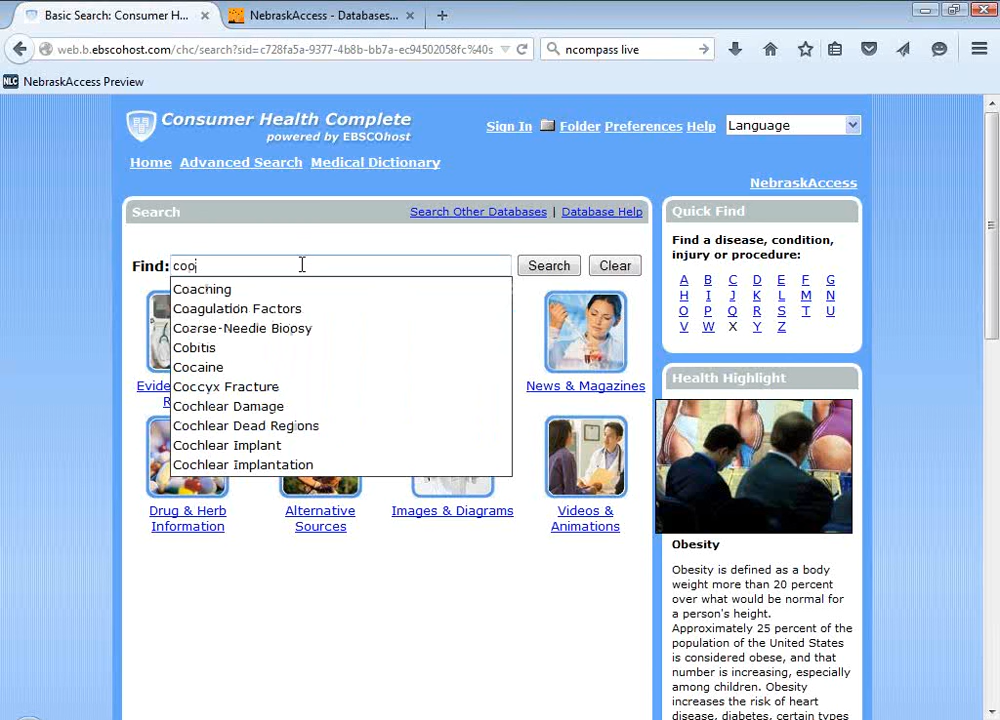 Basic Search: Consumer H...
NebraskAccess - Databases...
web.b.ebscohost.com/chc/search?sid=c728fa5a-9377-4b8b-bb7a-ec94502058fc%40s
ncompass live
NLC NebraskAccess Preview
Consumer Health Complete
powered by EBSCOhost
Sign In Folder Preferences Help Language
Home Advanced Search Medical Dictionary
NebraskAccess
Search Search Other Databases | Database Help
Find: coo Search Clear
Coaching
Coagulation Factors
Coarse-Needle Biopsy
Cobitis
Cocaine
Coccyx Fracture
Cochlear Damage
Cochlear Dead Regions
Cochlear Implant
Cochlear Implantation
Evide
R
News & Magazines
Drug & Herb
Information
Alternative
Sources
Images & Diagrams
Videos &
Animations
Quick Find
Find a disease, condition,
injury or procedure:
A B C D E F G
H I J K L M N
O P Q R S T U
V W X Y Z
Health Highlight
Obesity
Obesity is defined as a body
weight more than 20 percent
over what would be normal for
a person's height.
Approximately 25 percent of the
population of the United States
is considered obese, and that
number is increasing, especially
among children. Obesity
increases the risk of heart
disease, diabetes, certain types